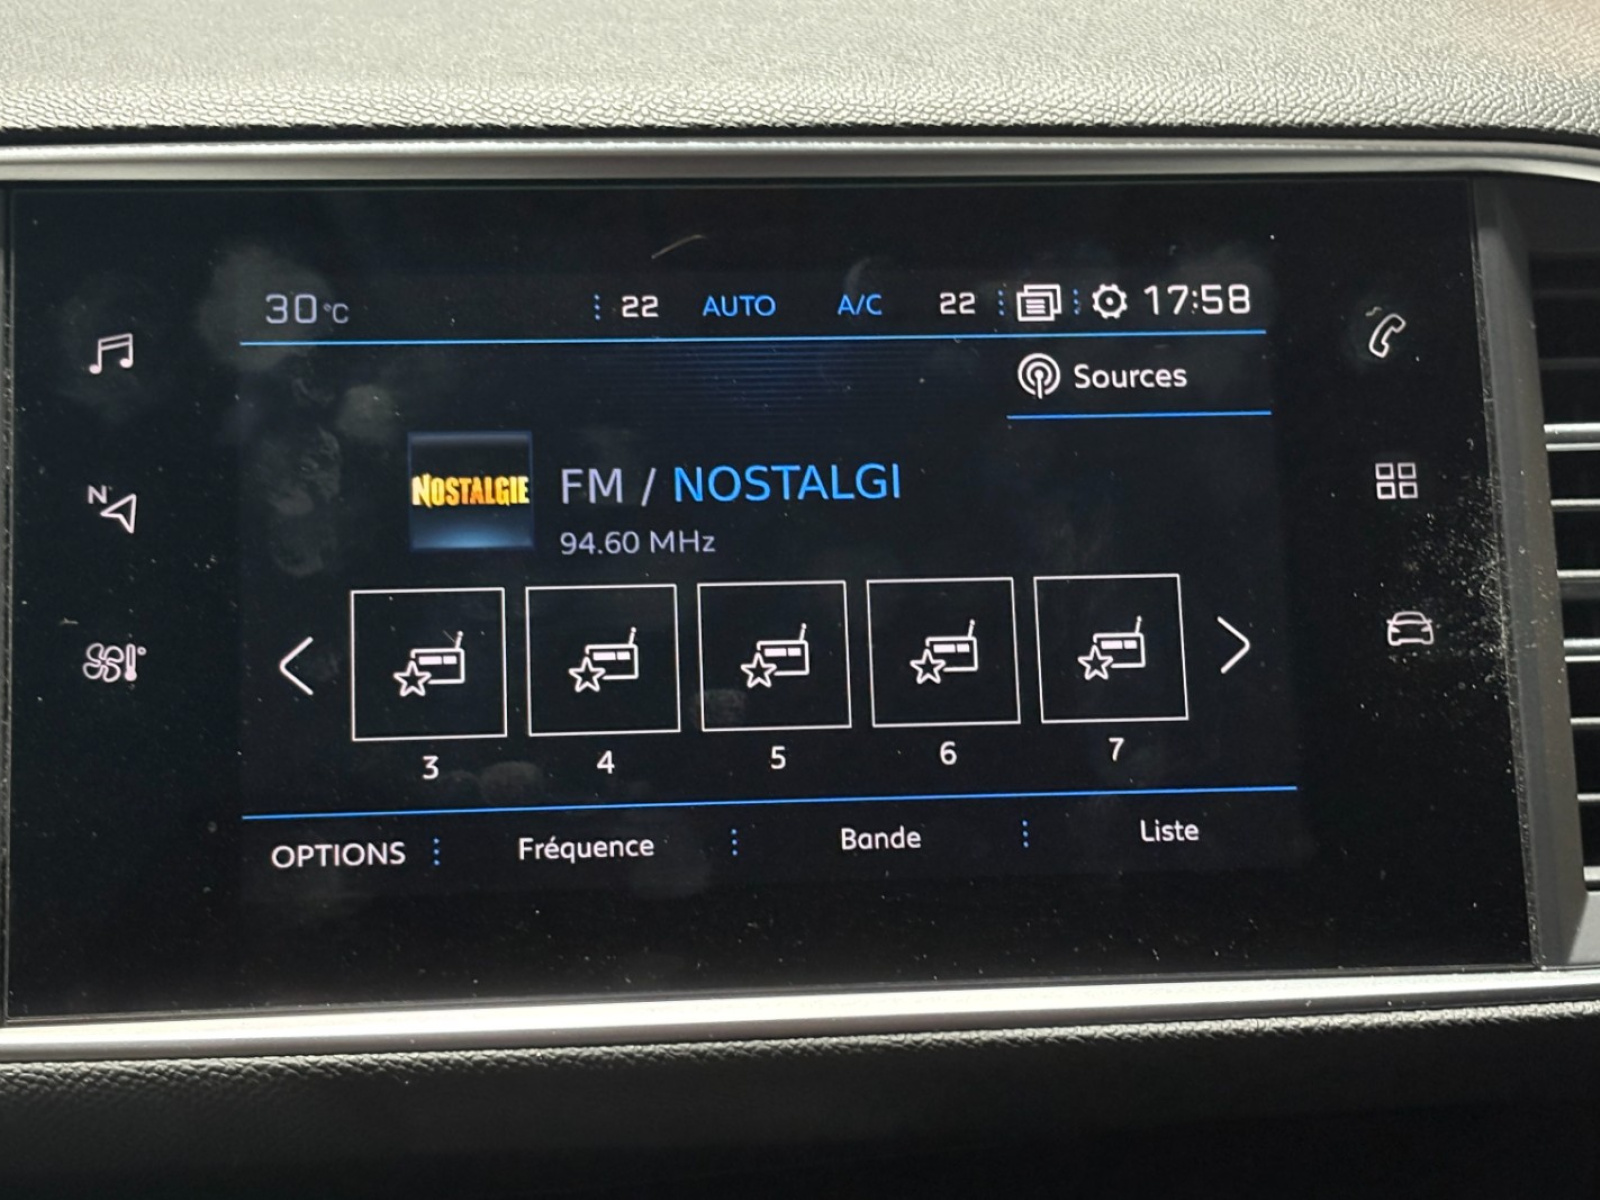 30°C 22 AUTO A/C 22 17:58
Sources
NOSTALGIE
FM / NOSTALGI
94.60 MHz
N
3 4 5 6 7
OPTIONS Fréquence Bande Liste